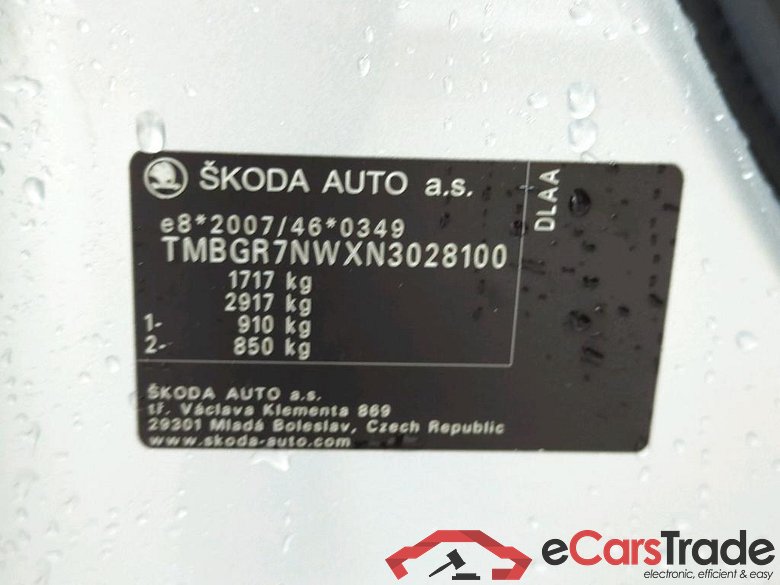 ŠKODA AUTO a.s.
DLAA
e8*2007/46*0349
TMBGR7NWXN3028100
1717 kg
2917 kg
1- 910 kg
2- 850 kg
ŠKODA AUTO a.s.
tř. Václava Klementa 869
29301 Mladá Boleslav, Czech Republic
www.skoda-auto.com
eCarsTrade
electronic, efficient & easy